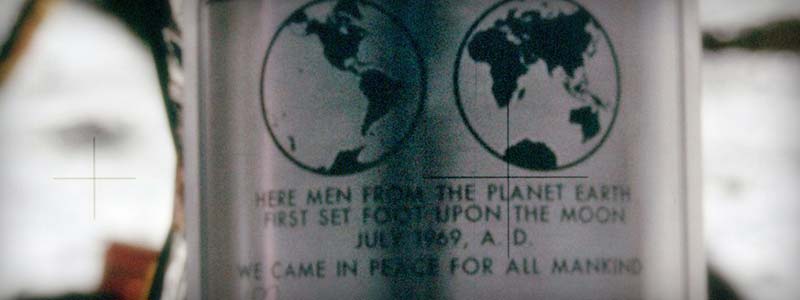 HERE MEN FROM THE PLANET EARTH
FIRST SET FOOT UPON THE MOON
JULY 1969, A. D.
WE CAME IN PEACE FOR ALL MANKIND